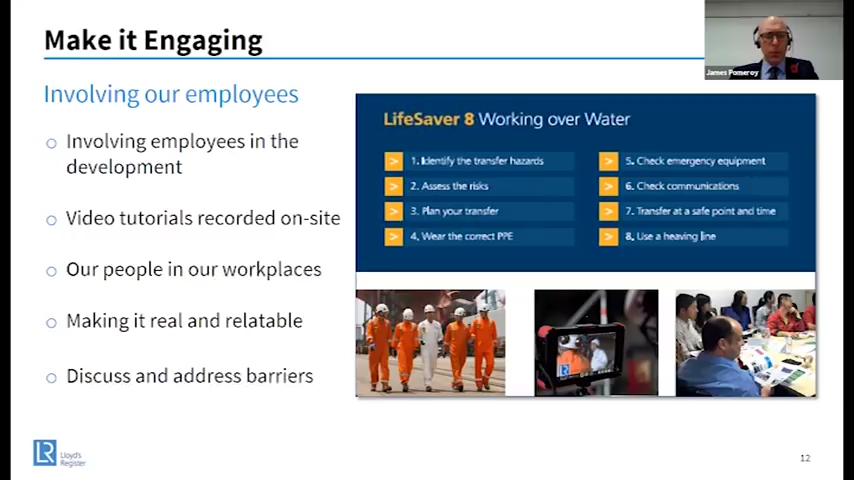 Make it Engaging
James Pomeroy
Involving our employees
Involving employees in the
development
Video tutorials recorded on-site
Our people in our workplaces
Making it real and relatable
Discuss and address barriers
LifeSaver 8 Working over Water
> 1. Identify the transfer hazards
> 2. Assess the risks
> 3. Plan your transfer
> 4. Wear the correct PPE
> 5. Check emergency equipment
> 6. Check communications
> 7. Transfer at a safe point and time
> 8. Use a heaving line
LR
LR
Lloyd's
Register
12